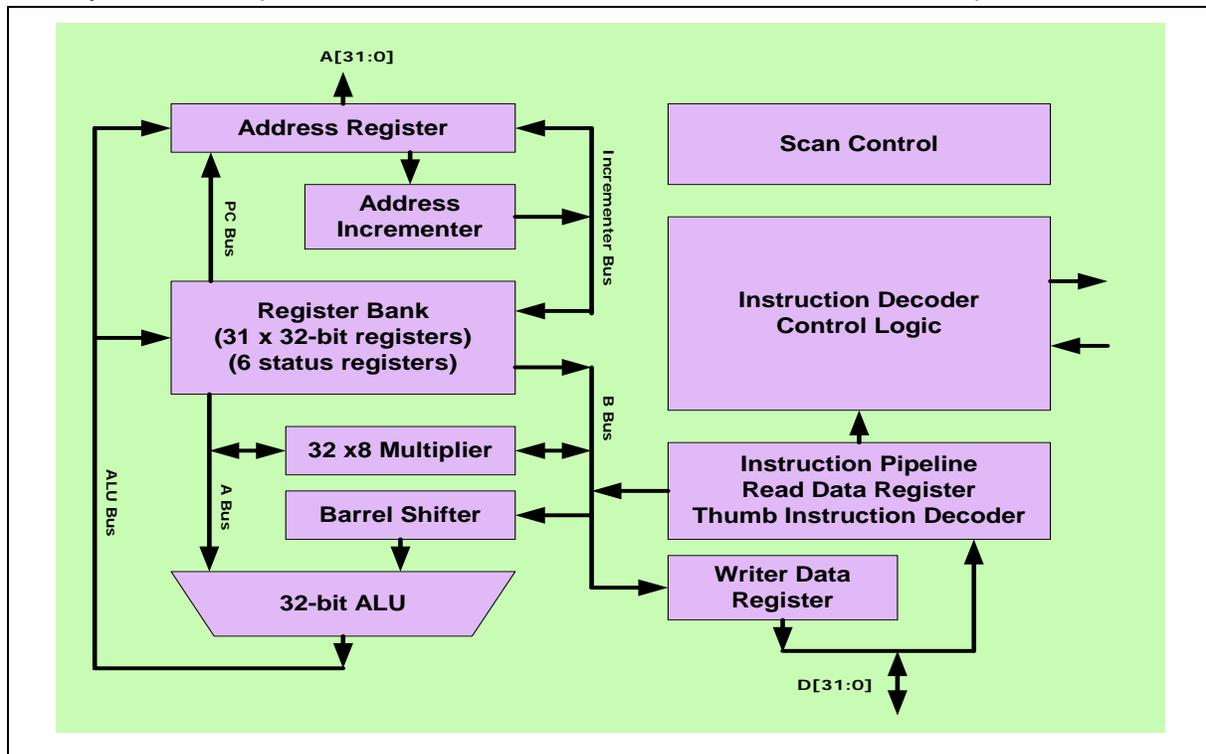 A[31:0]
Address Register
Scan Control
Address
Incrementer
Incrementer Bus
PC Bus
Register Bank
(31 x 32-bit registers)
(6 status registers)
Instruction Decoder
Control Logic
B Bus
32 x8 Multiplier
Barrel Shifter
Instruction Pipeline
Read Data Register
Thumb Instruction Decoder
ALU Bus
A Bus
32-bit ALU
Writer Data
Register
D[31:0]